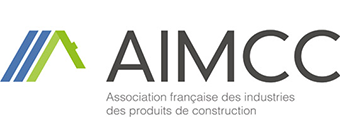 AIMCC
Association française des industries
des produits de construction